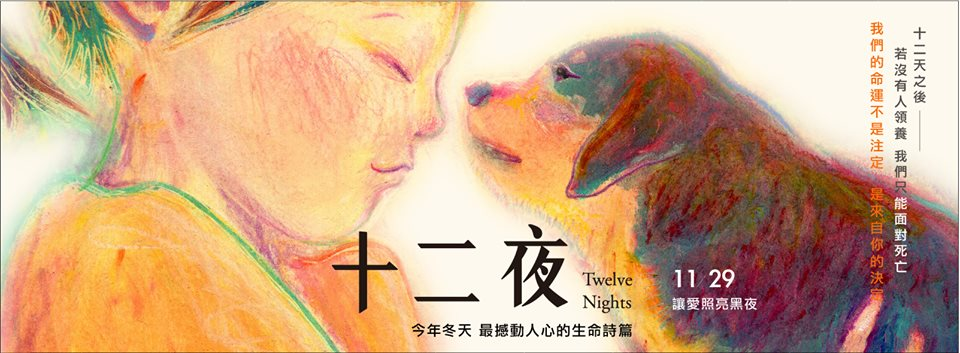 十二天之後——
若沒有人領養 我們只能面對死亡
我們的命運不是注定，是來自你的決定
十二夜
Twelve
Nights
11 29
讓愛照亮黑夜
今年冬天 最撼動人心的生命詩篇